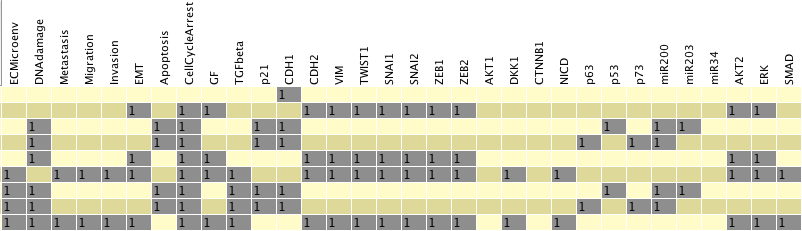 ECMicroenv DNAdamage Metastasis Migration Invasion EMT Apoptosis CellCycleArrest GF TGFbeta p21 CDH1 CDH2 VIM TWIST1 SNAI1 SNAI2 ZEB1 ZEB2 AKT1 DKK1 CTNNB1 NICD p63 p53 p73 miR200 miR203 miR34 AKT2 ERK SMAD
1
1 1 1 1 1 1 1 1 1 1 1 1
1 1 1 1 1 1 1 1
1 1 1 1 1 1 1 1
1 1 1 1 1 1 1 1 1 1 1 1 1
1 1 1 1 1 1 1 1 1 1 1 1 1 1 1 1 1 1 1 1
1 1 1 1 1 1 1 1 1 1
1 1 1 1 1 1 1 1 1 1
1 1 1 1 1 1 1 1 1 1 1 1 1 1 1 1 1 1 1 1 1